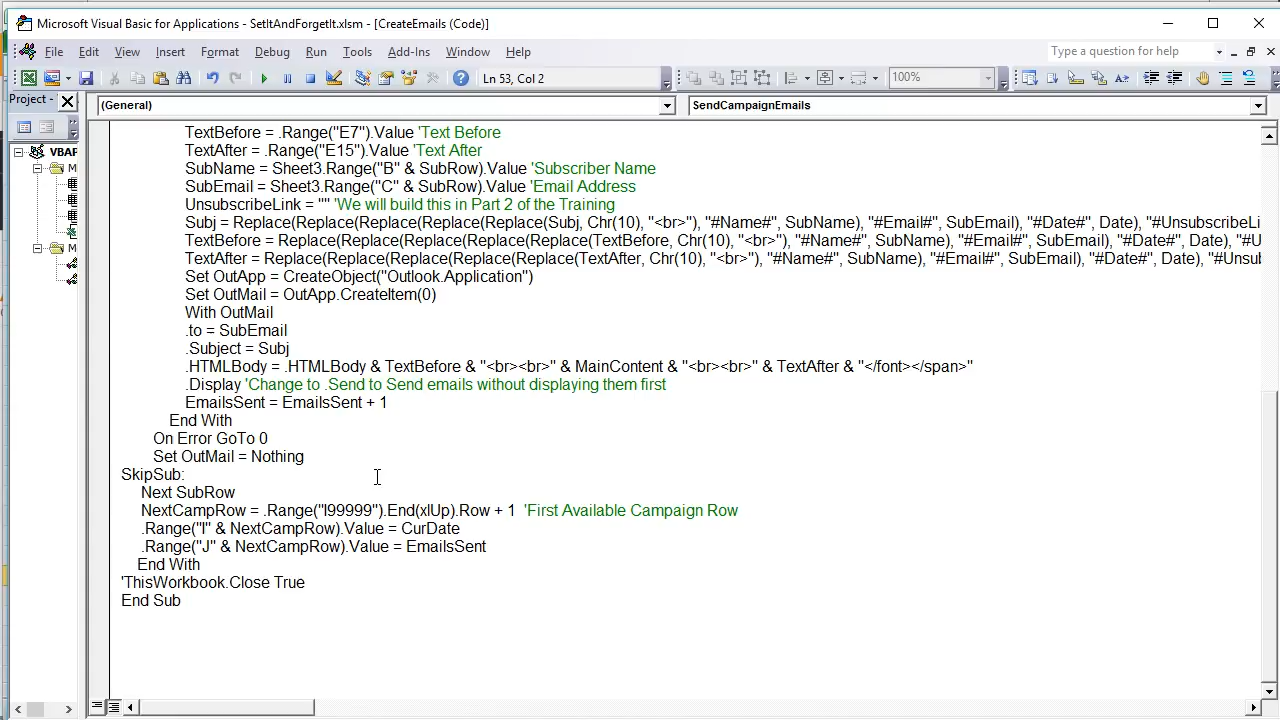 Microsoft Visual Basic for Applications - SetItAndForgetIt.xlsm - [CreateEmails (Code)]
File Edit View Insert Format Debug Run Tools Add-Ins Window Help
Type a question for help
Ln 53, Col 2
100%
Project -
(General)
SendCampaignEmails
VBAP
M
M
TextBefore = .Range("E7").Value 'Text Before
TextAfter = .Range("E15").Value 'Text After
SubName = Sheet3.Range("B" & SubRow).Value 'Subscriber Name
SubEmail = Sheet3.Range("C" & SubRow).Value 'Email Address
UnsubscribeLink = "" 'We will build this in Part 2 of the Training
Subj = Replace(Replace(Replace(Replace(Replace(Subj, Chr(10), "<br>"), "#Name#", SubName), "#Email#", SubEmail), "#Date#", Date), "#UnsubscribeLi
TextBefore = Replace(Replace(Replace(Replace(Replace(TextBefore, Chr(10), "<br>"), "#Name#", SubName), "#Email#", SubEmail), "#Date#", Date), "#U
TextAfter = Replace(Replace(Replace(Replace(Replace(TextAfter, Chr(10), "<br>"), "#Name#", SubName), "#Email#", SubEmail), "#Date#", Date), "#Unsub
Set OutApp = CreateObject("Outlook.Application")
Set OutMail = OutApp.CreateItem(0)
With OutMail
.to = SubEmail
.Subject = Subj
.HTMLBody = .HTMLBody & TextBefore & "<br><br>" & MainContent & "<br><br>" & TextAfter & "</font></span>"
.Display 'Change to .Send to Send emails without displaying them first
EmailsSent = EmailsSent + 1
End With
On Error GoTo 0
Set OutMail = Nothing
SkipSub:
Next SubRow
NextCampRow = .Range("I99999").End(xlUp).Row + 1 'First Available Campaign Row
.Range("I" & NextCampRow).Value = CurDate
.Range("J" & NextCampRow).Value = EmailsSent
End With
'ThisWorkbook.Close True
End Sub